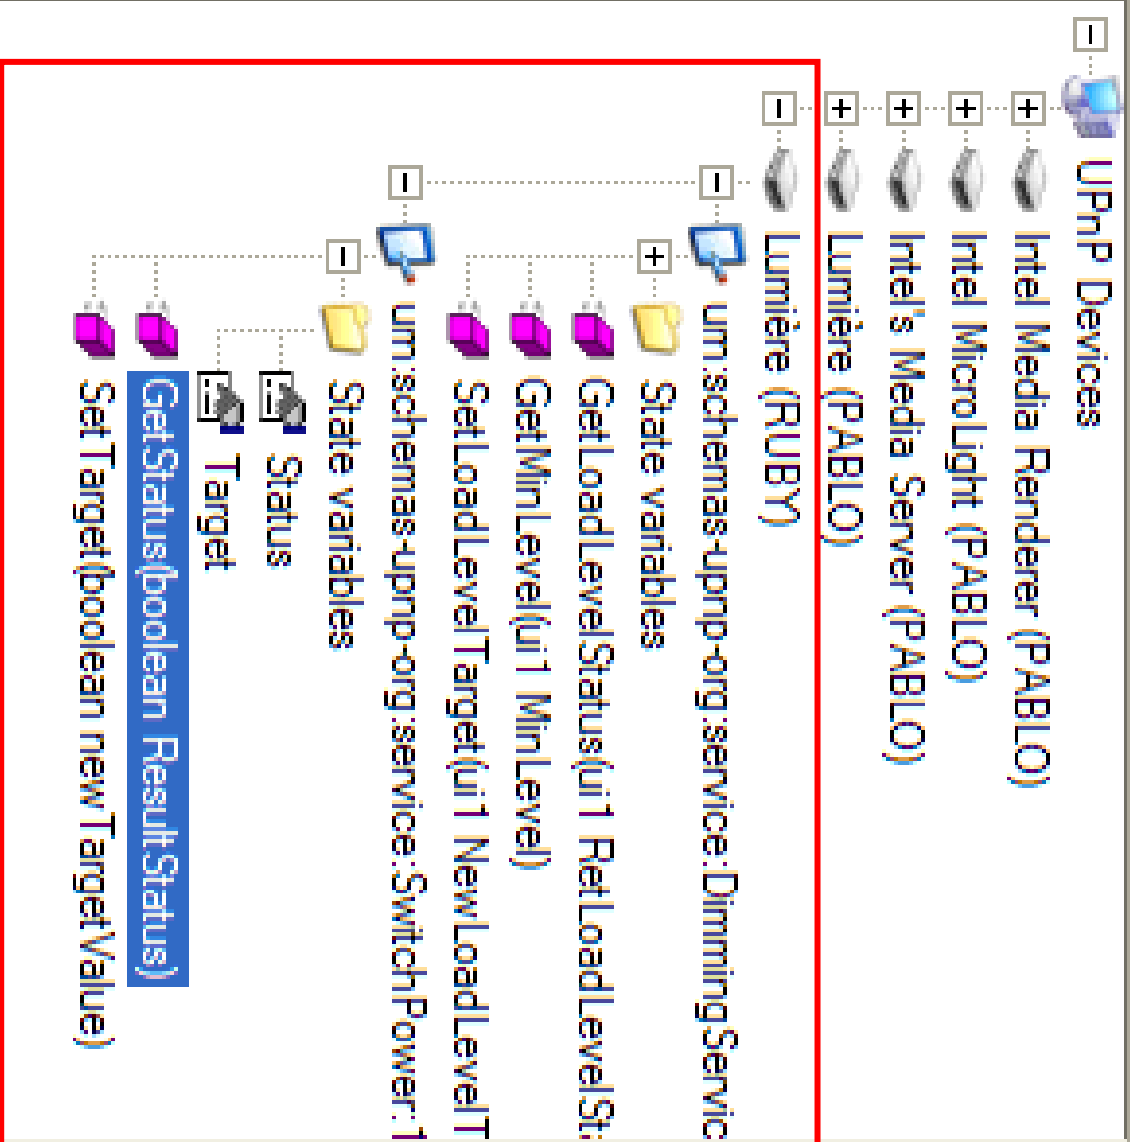 UPnP Devices
Intel Media Renderer (PABLO)
Intel MicroLight (PABLO)
Intel's Media Server (PABLO)
Lumière (PABLO)
Lumière (RUBY)
urn:schemas-upnp-org:service:DimmingServic
State variables
GetLoadLevelStatus(ui1 RetLoadLevelSt
GetMinLevel(ui1 MinLevel)
SetLoadLevelTarget(ui1 NewLoadLevelT
urn:schemas-upnp-org:service:SwitchPower:1
State variables
Status
Target
GetStatus(boolean ResultStatus)
SetTarget(boolean newTargetValue)